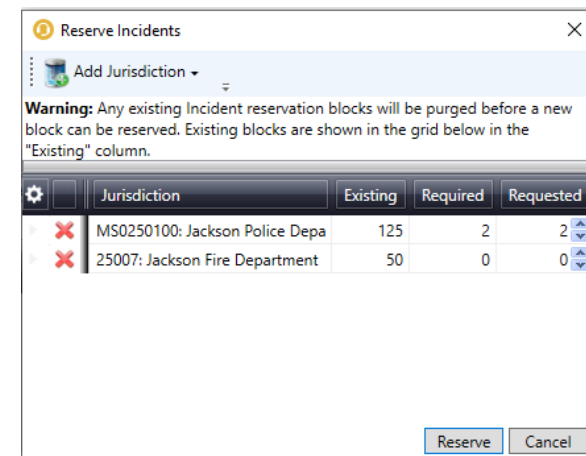 Reserve Incidents
Add Jurisdiction
Warning: Any existing Incident reservation blocks will be purged before a new
block can be reserved. Existing blocks are shown in the grid below in the
"Existing" column.
Jurisdiction Existing Required Requested
MS0250100: Jackson Police Depa 125 2 2
25007: Jackson Fire Department 50 0 0
Reserve Cancel